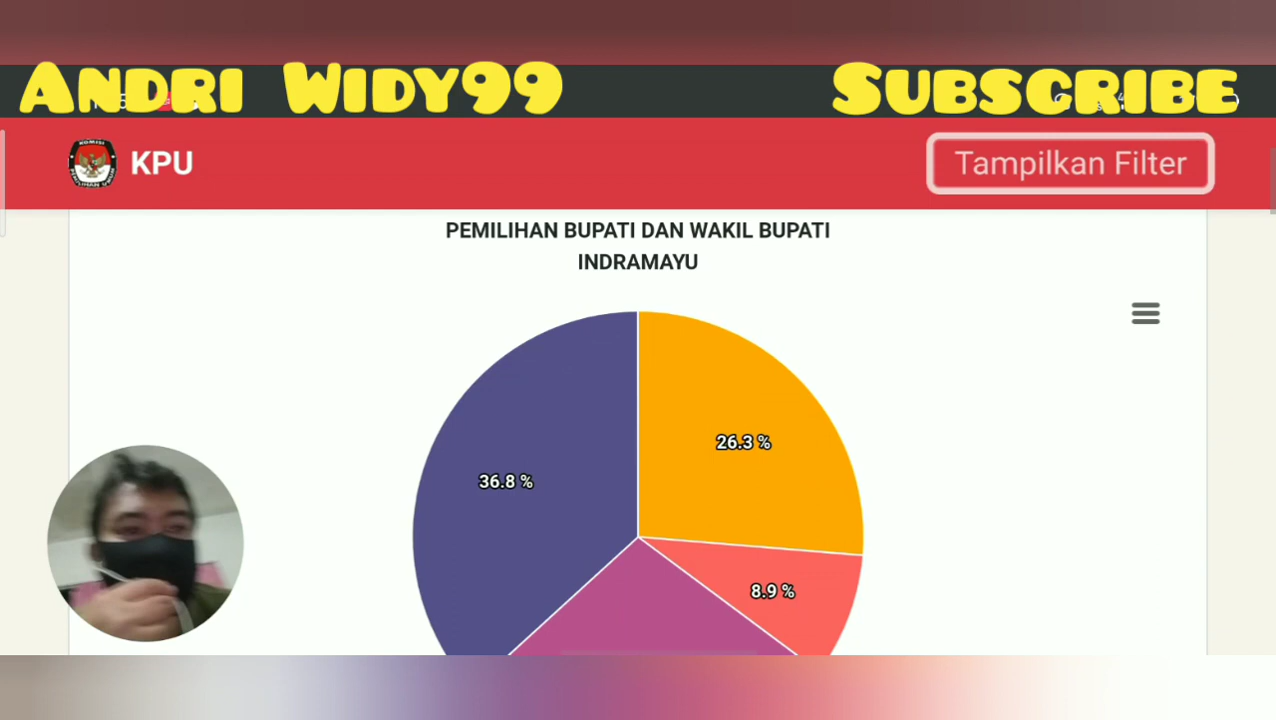 Andri Widy99
Subscribe
KPU
Tampilkan Filter
PEMILIHAN BUPATI DAN WAKIL BUPATI
INDRAMAYU
26.3 %
36.8 %
8.9 %